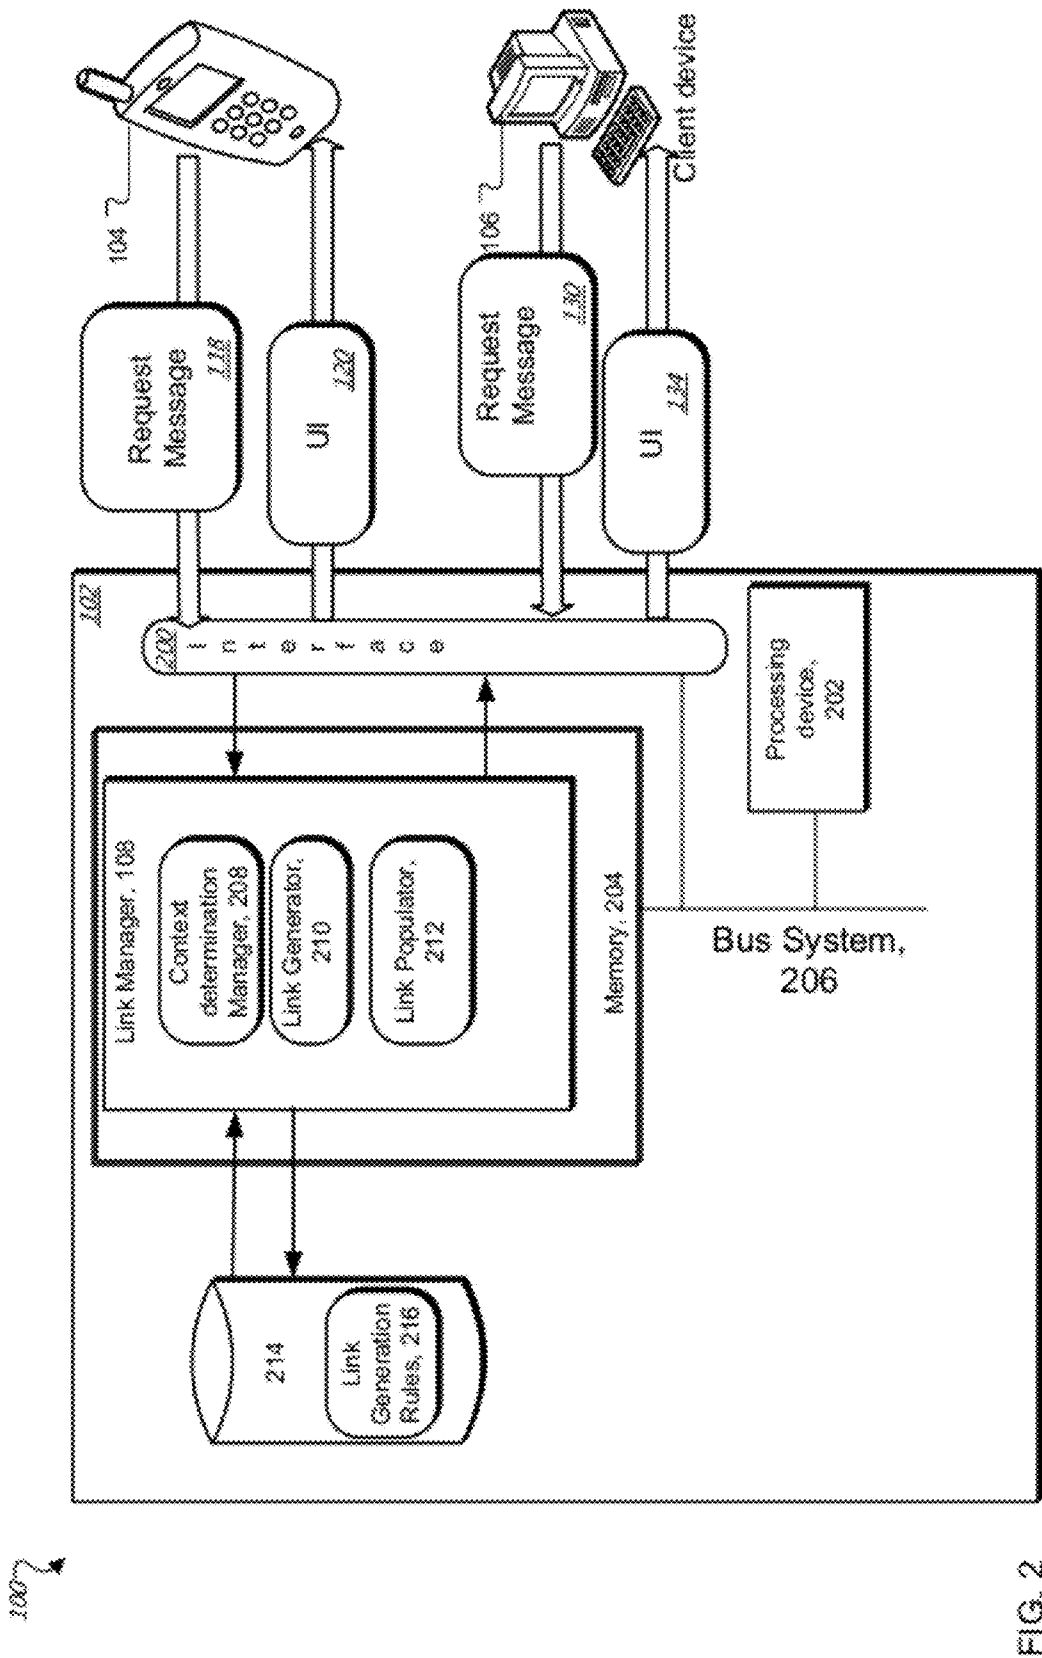 100
102
214
Link
Generation
Rules, 216
Link Manager, 108
Context
determination
Manager, 208
Link Generator,
210
Link Populator,
212
Memory, 204
200
Interface
Bus System,
206
Processing
device,
202
Request
Message
118
UI
120
104
Request
Message
130
UI
134
106
Client device
FIG. 2